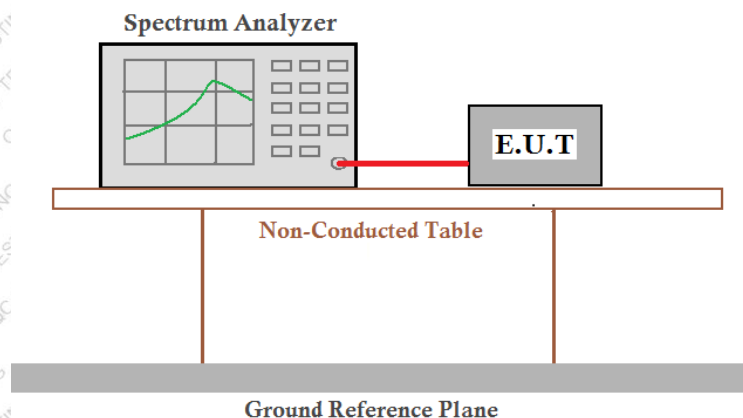 Spectrum Analyzer
E.U.T
Non-Conducted Table
Ground Reference Plane